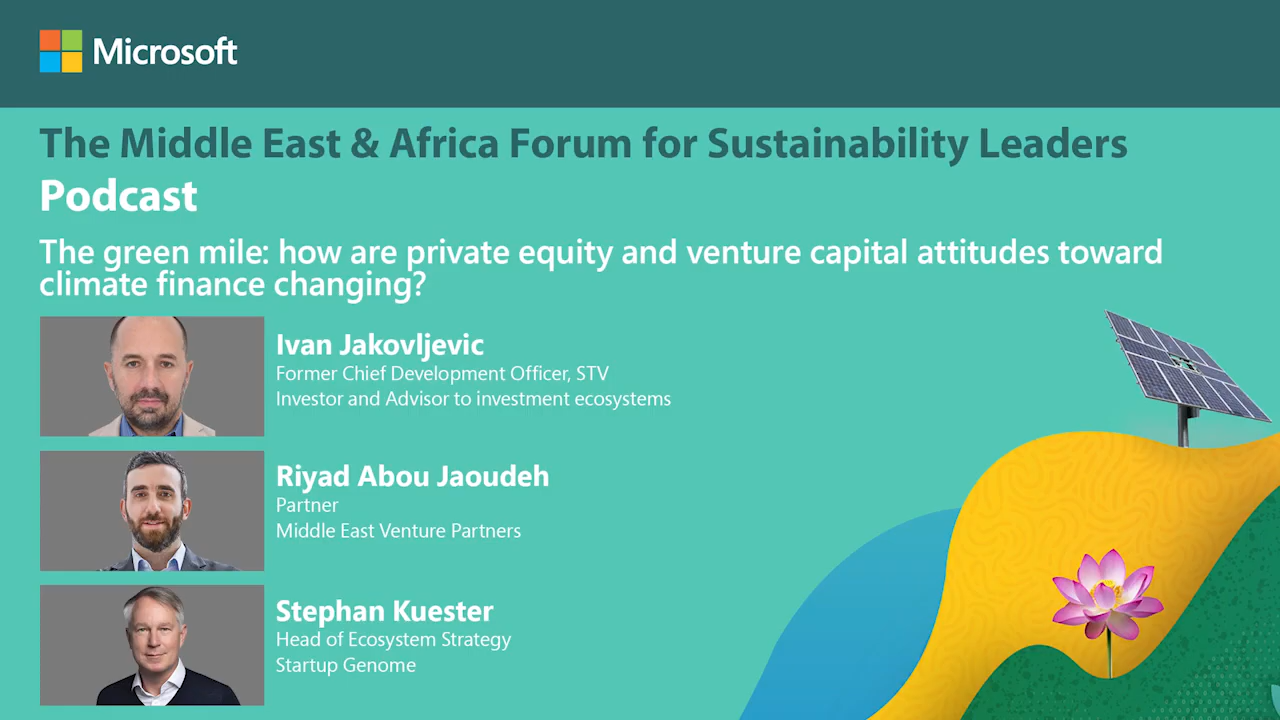 Microsoft
The Middle East & Africa Forum for Sustainability Leaders
Podcast
The green mile: how are private equity and venture capital attitudes toward
climate finance changing?
Ivan Jakovljevic
Former Chief Development Officer, STV
Investor and Advisor to investment ecosystems
Riyad Abou Jaoudeh
Partner
Middle East Venture Partners
Stephan Kuester
Head of Ecosystem Strategy
Startup Genome